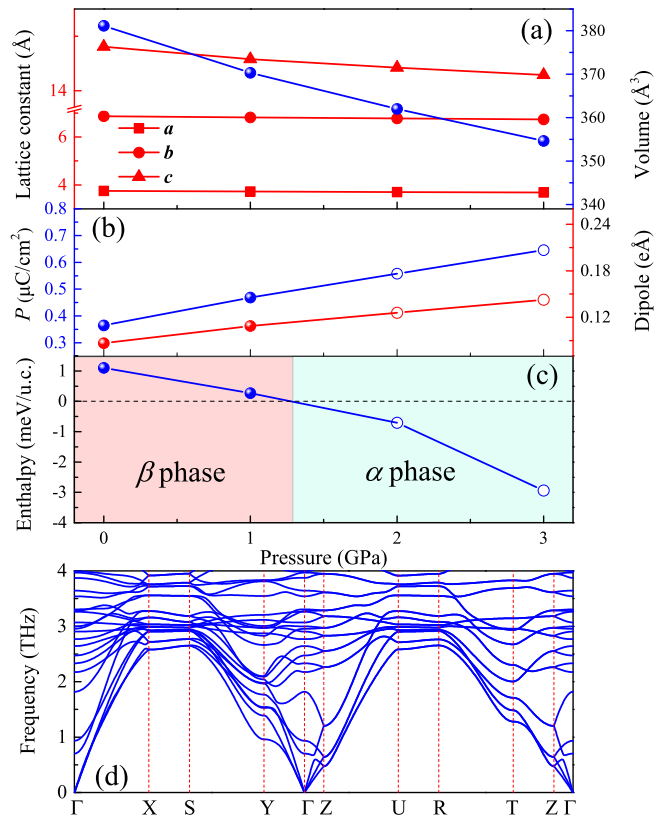 (a)
Lattice constant (Å)
14
6
4
a
b
c
380
370
360
350
340
Volume (Å³)
(b)
P (μC/cm²)
0.8
0.7
0.6
0.5
0.4
0.3
0.24
0.18
0.12
Dipole (eÅ)
(c)
Enthalpy (meV/u.c.)
1
0
-1
-2
-3
-4
β phase
α phase
0 1 2 3
Pressure (GPa)
Frequency (THz)
4
3
2
1
0
(d)
Γ X S Y Γ Z U R T Z Γ